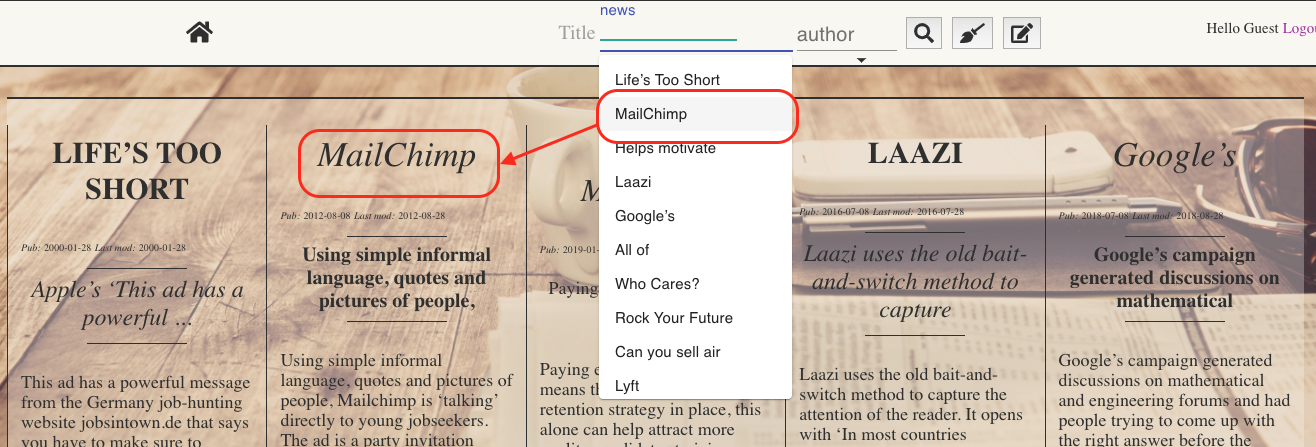 news
Title
author
Hello Guest Logou
Life’s Too Short
MailChimp
Helps motivate
Laazi
Google’s
All of
Who Cares?
Rock Your Future
Can you sell air
Lyft
LIFE’S TOO
SHORT
Pub: 2000-01-28 Last mod: 2000-01-28
Apple’s ‘This ad has a
powerful ...
This ad has a powerful message
from the Germany job-hunting
website jobsintown.de that says
you have to make sure to
MailChimp
Pub: 2012-08-08 Last mod: 2012-08-28
Using simple informal
language, quotes and
pictures of people,
Using simple informal
language, quotes and pictures of
people, Mailchimp is ‘talking’
directly to young jobseekers.
The ad is a party invitation
M
Pub: 2019-01-
Paying
Paying e
means th
retention strategy in place, this
alone can help attract more
LAAZI
Pub: 2016-07-08 Last mod: 2016-07-28
Laazi uses the old bait-
and-switch method to
capture
Laazi uses the old bait-and-
switch method to capture the
attention of the reader. It opens
with ‘In most countries
Google’s
Pub: 2018-07-08 Last mod: 2018-08-28
Google’s campaign
generated discussions on
mathematical
Google’s campaign generated
discussions on mathematical
and engineering forums and had
people trying to come up with
the right answer before the